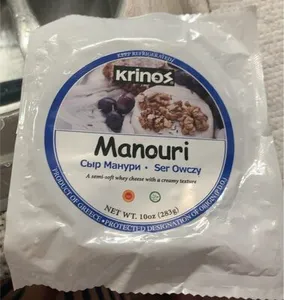 KEEP REFRIGERATED
KRINOS
Manouri
Сыр Манури • Ser Owczy
A semi-soft whey cheese with a creamy texture
NET WT. 10oz (283g)
PRODUCT OF GREECE • PROTECTED DESIGNATION OF ORIGIN (P.D.O.)